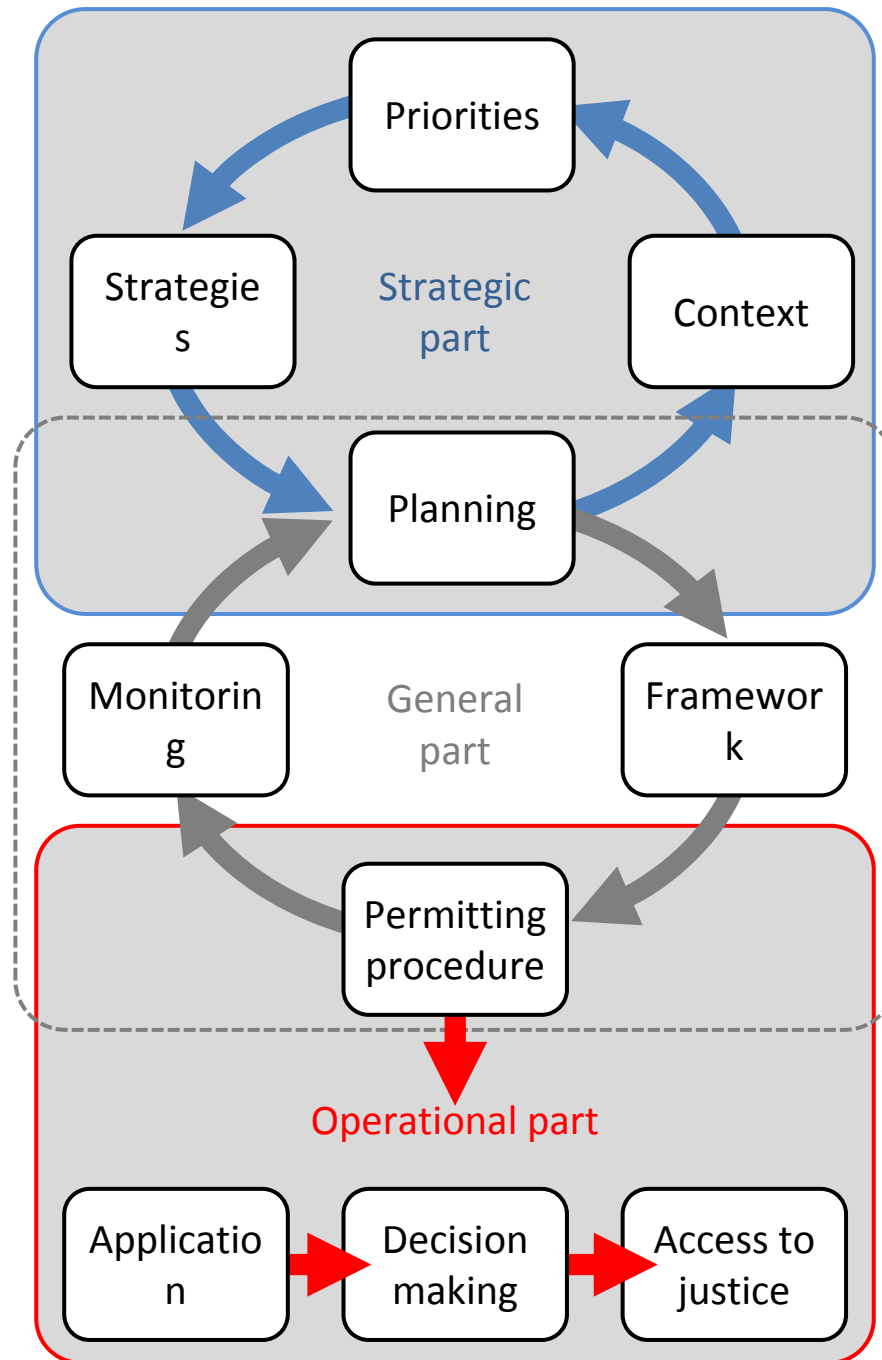 Priorities
Strategie
s
Strategic
part
Context
Planning
Monitorin
g
General
part
Framewor
k
Permitting
procedure
Operational part
Applicatio
n
Decision
making
Access to
justice